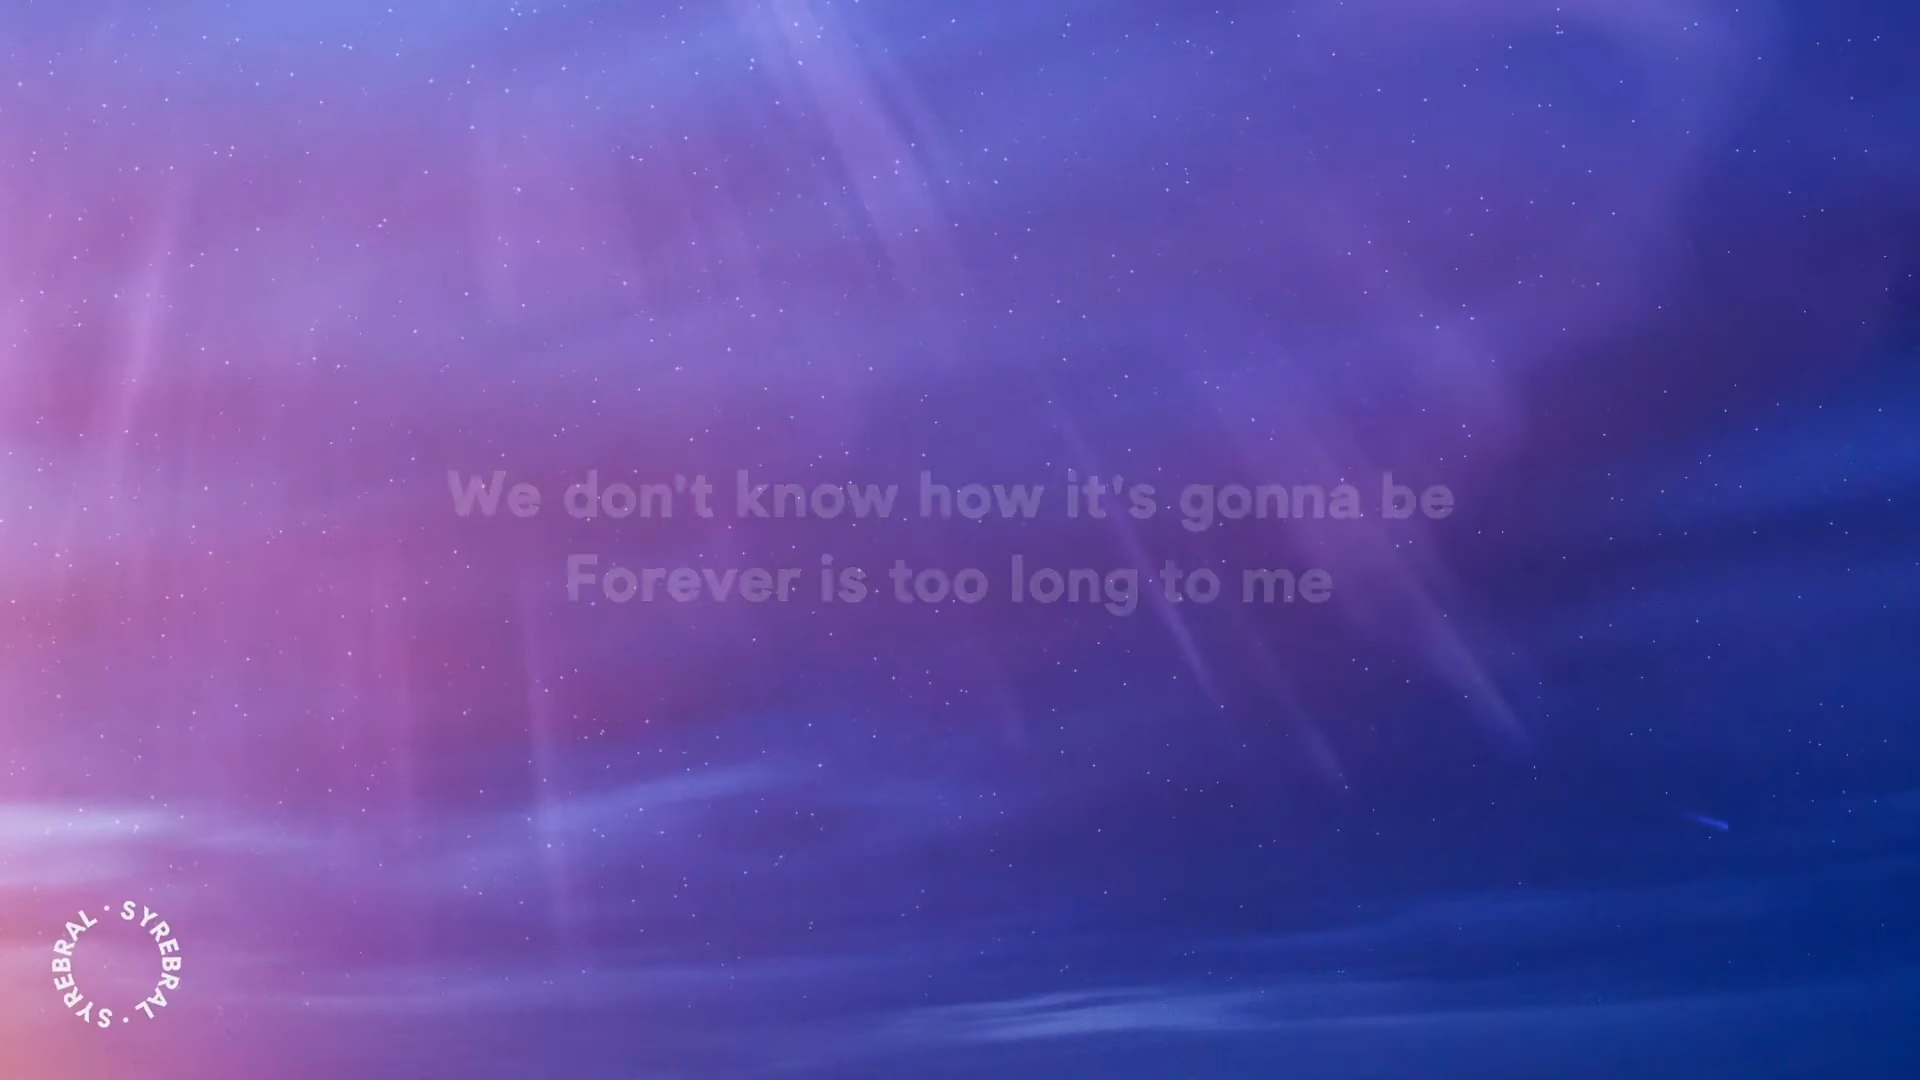 We don't know how it's gonna be
Forever is too long to me
SYREBRAL · SYREBRAL ·